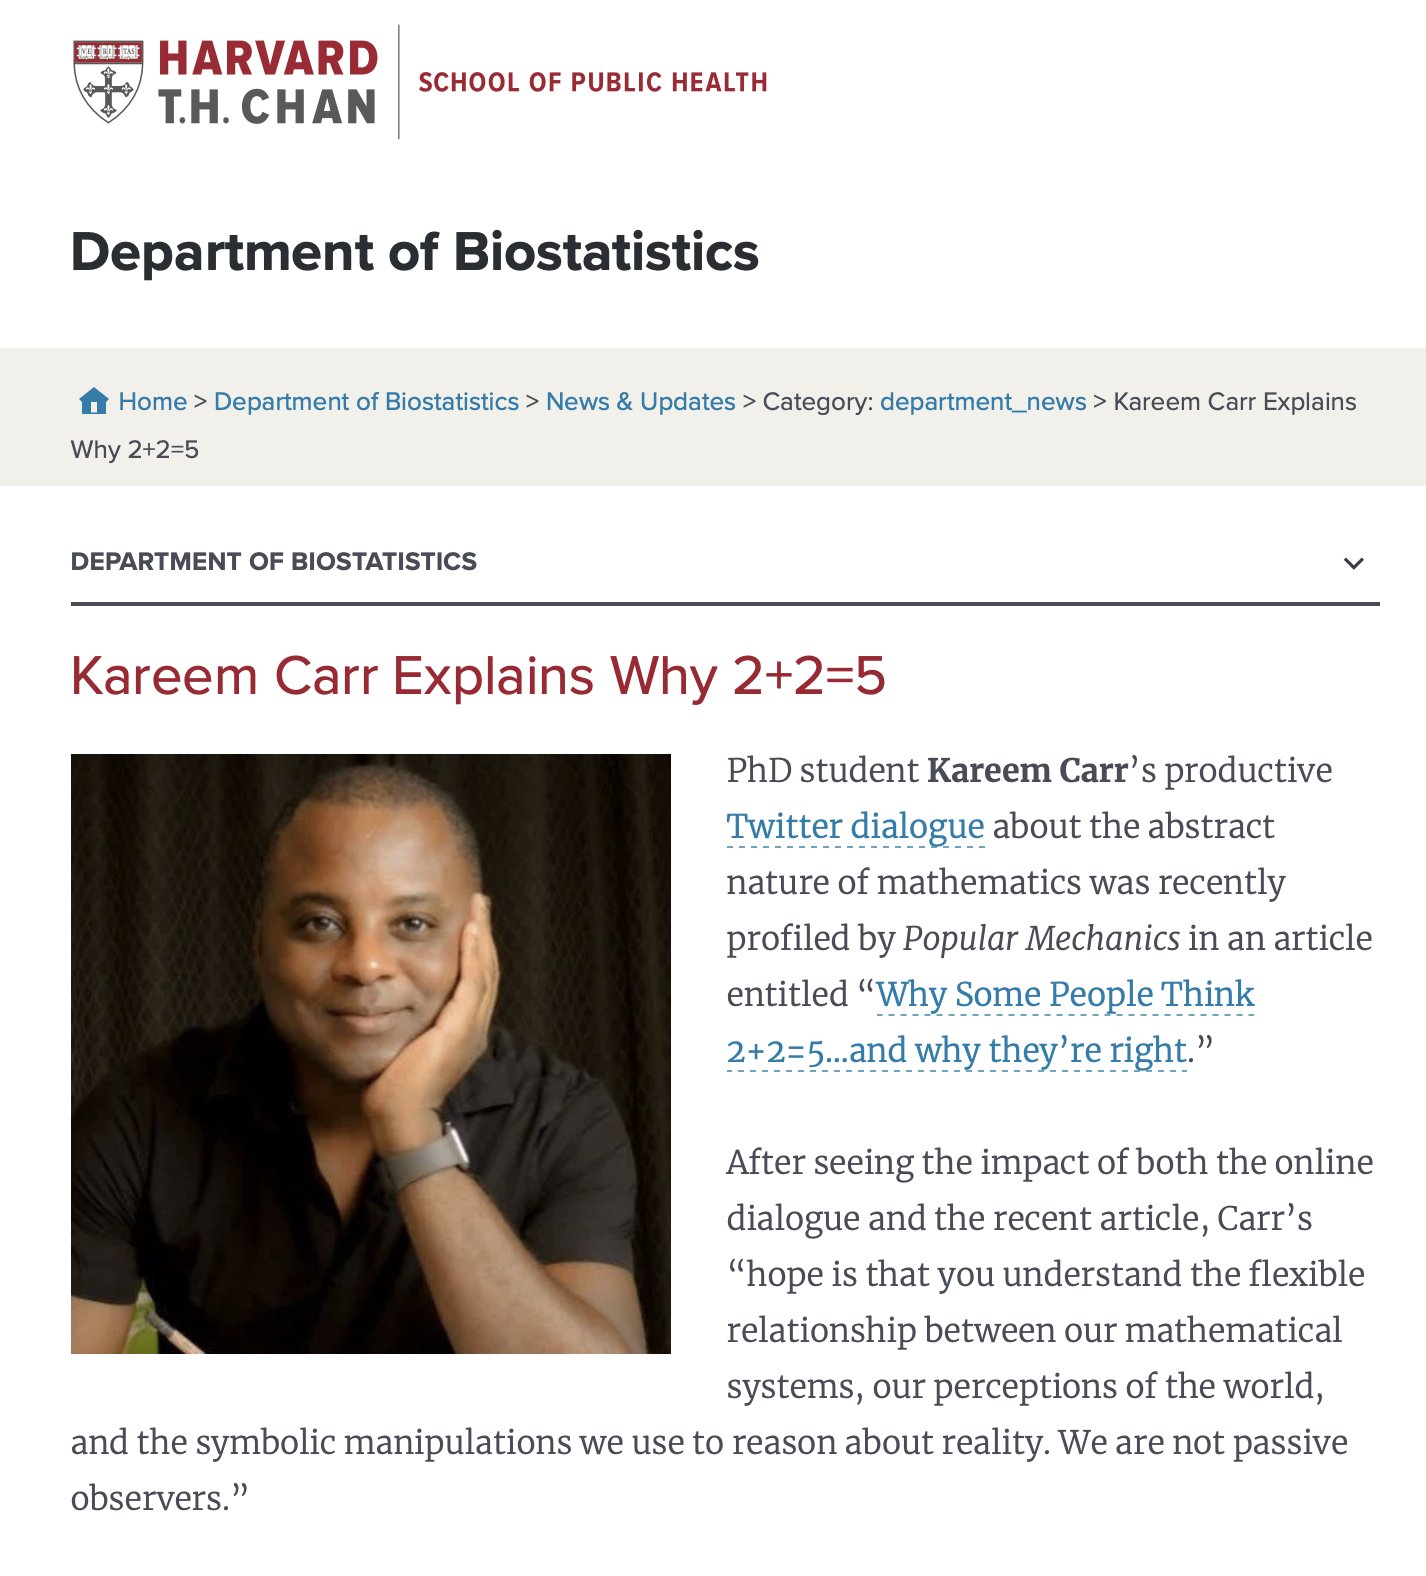 VERITAS
HARVARD
T.H. CHAN
SCHOOL OF PUBLIC HEALTH
Department of Biostatistics
Home > Department of Biostatistics > News & Updates > Category: department_news > Kareem Carr Explains
Why 2+2=5
DEPARTMENT OF BIOSTATISTICS
Kareem Carr Explains Why 2+2=5
PhD student Kareem Carr’s productive
Twitter dialogue about the abstract
nature of mathematics was recently
profiled by Popular Mechanics in an article
entitled “Why Some People Think
2+2=5…and why they’re right.”
After seeing the impact of both the online
dialogue and the recent article, Carr’s
“hope is that you understand the flexible
relationship between our mathematical
systems, our perceptions of the world,
and the symbolic manipulations we use to reason about reality. We are not passive
observers.”